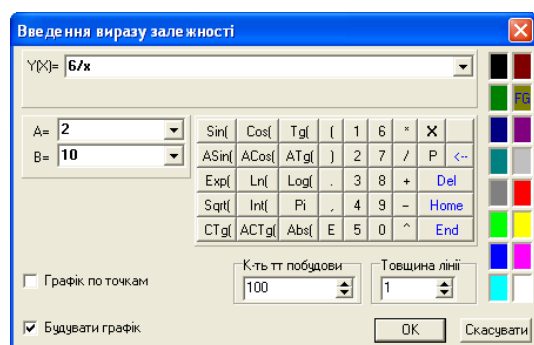 Введення виразу залежності
Y(X)= 6/x
FG
A= 2
B= 10
Sin( Cos( Tg( ( 1 6 * X
ASin( ACos( ATg( ) 2 7 / P <--
Exp( Ln( Log( . 3 8 + Del
Sqrt( Int( Pi , 4 9 - Home
CTg( ACTg( Abs( E 5 0 ^ End
К-ть тт побудови Товщина лінії
Графік по точкам 100 1
Будувати графік OK Скасувати